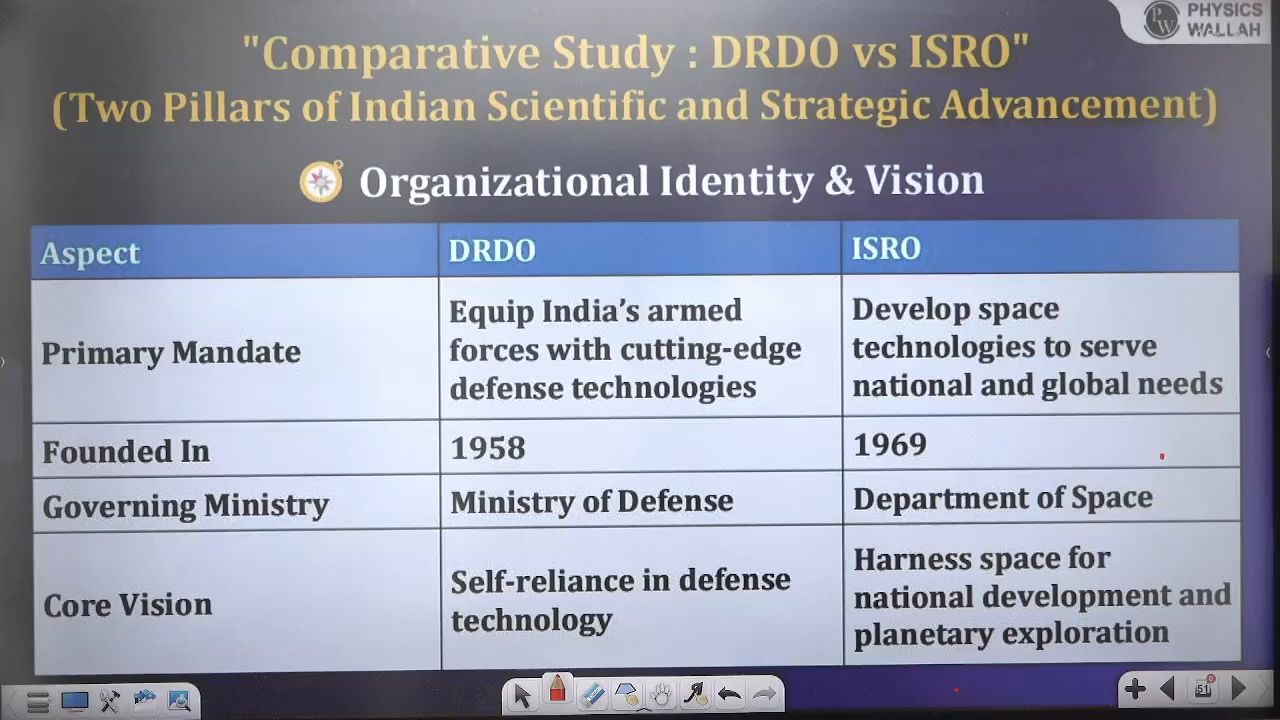 PHYSICS
WALLAH
"Comparative Study : DRDO vs ISRO"
(Two Pillars of Indian Scientific and Strategic Advancement)
Organizational Identity & Vision
Aspect
DRDO
ISRO
Primary Mandate
Equip India’s armed
forces with cutting-edge
defense technologies
Develop space
technologies to serve
national and global needs
Founded In
1958
1969
Governing Ministry
Ministry of Defense
Department of Space
Core Vision
Self-reliance in defense
technology
Harness space for
national development and
planetary exploration
51